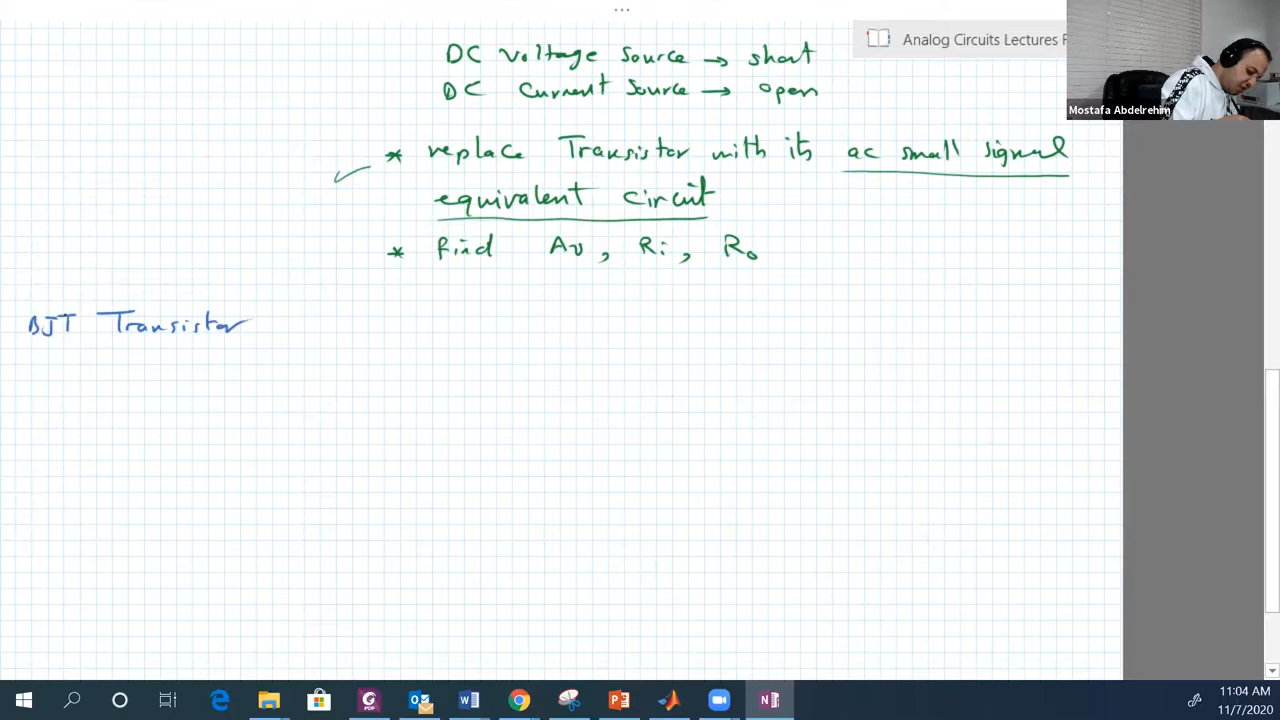 ...
DC Voltage Source → short
Analog Circuits Lectures F
DC Current Source → open
Mostafa Abdelrehim
* replace Transistor with its ac small signal
equivalent circuit
* find Av, Ri, Ro
BJT Transistor
PDF
11:04 AM
11/7/2020